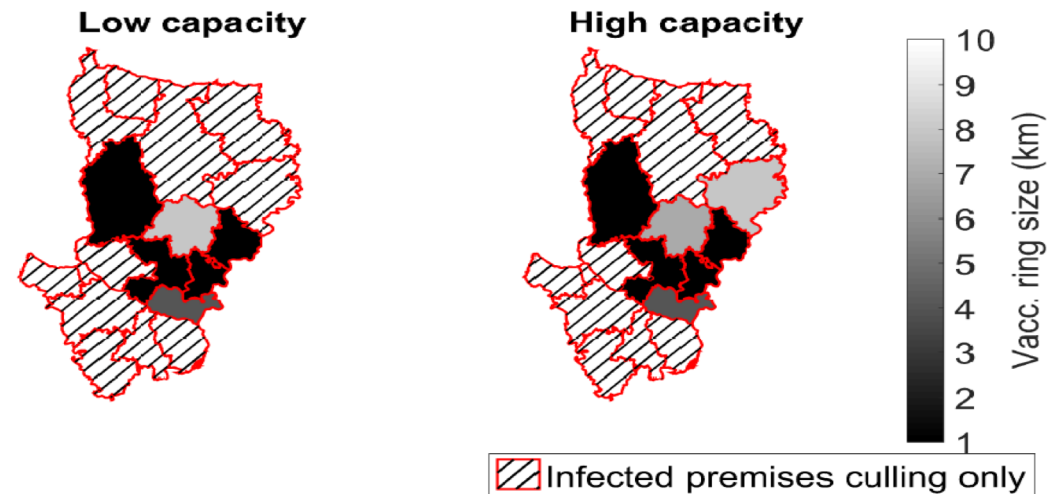 Low capacity
High capacity
10
9
8
7
6
5
4
3
2
1
Vacc. ring size (km)
Infected premises culling only